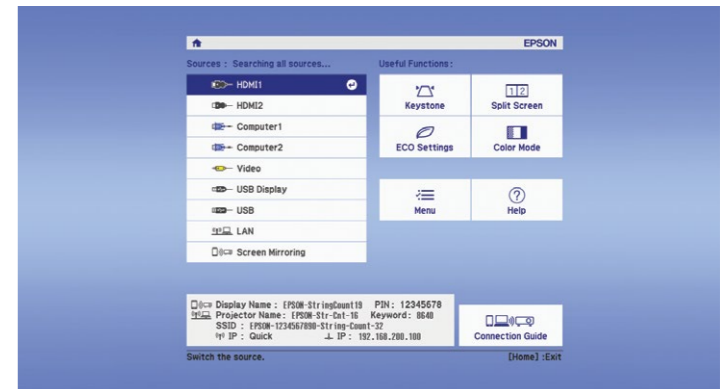 EPSON
Sources : Searching all sources...
Useful Functions :
HDMI1
HDMI2
Computer1
Computer2
Video
USB Display
USB
LAN
Screen Mirroring
Keystone
1 2
Split Screen
ECO Settings
Color Mode
Menu
?
Help
Display Name : EPSON-StringCount19 PIN : 12345678
Projector Name : EPSON-Str-Cnt-16 Keyword : 8640
SSID : EPSON-1234567890-String-Count-32
IP : Quick IP : 192.168.200.100
Connection Guide
Switch the source.
[Home] :Exit